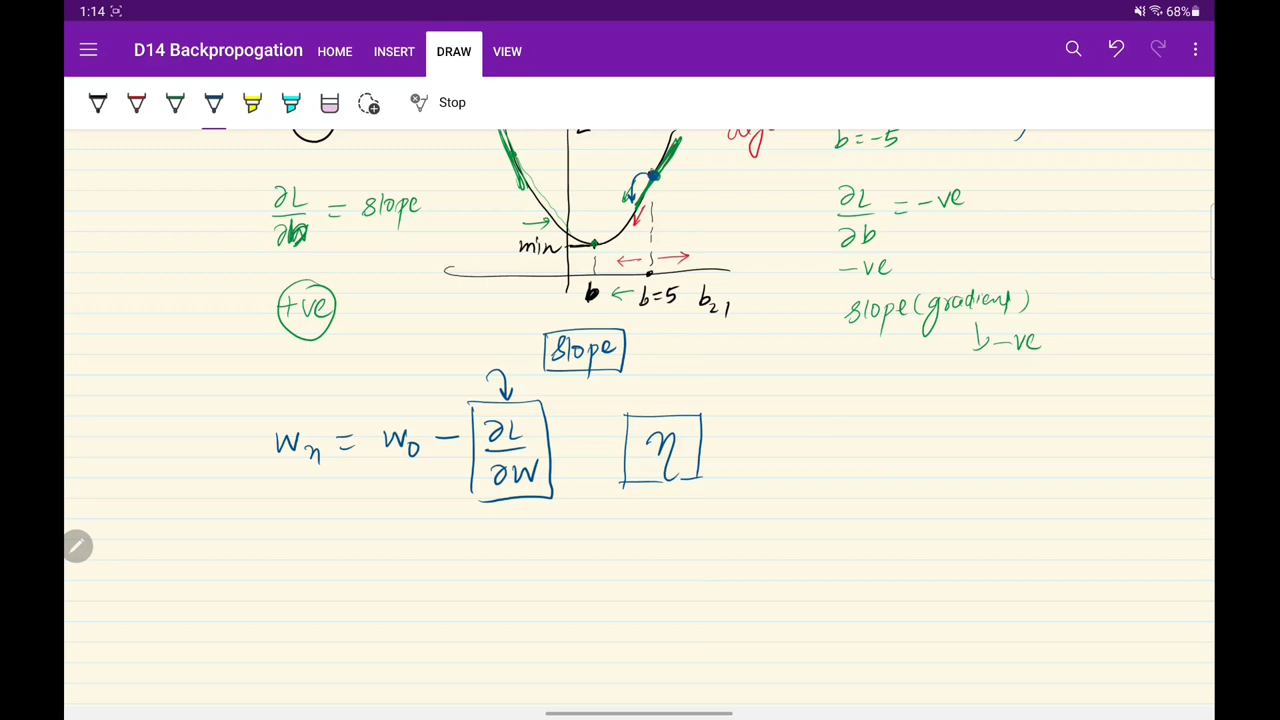 1:14
68%
D14 Backpropogation
HOME
INSERT
DRAW
VIEW
Stop
b=-5
∂L/∂b = slope
∂L/∂b = -ve
min
-ve
+ve
b ← b=5
slope(gradient)
↳ -ve
slope
Wn = W0 - ∂L/∂W
η